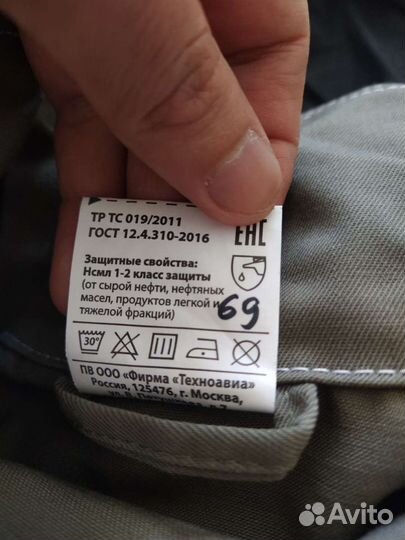 ТР ТС 019/2011
ГОСТ 12.4.310-2016
ЕАС
Защитные свойства:
Нсмл 1-2 класс защиты
(от сырой нефти, нефтяных
масел, продуктов легкой и
тяжелой фракций)
69
30°
ПВ ООО «Фирма «Техноавиа»
Россия, 125476, г. Москва,
Avito